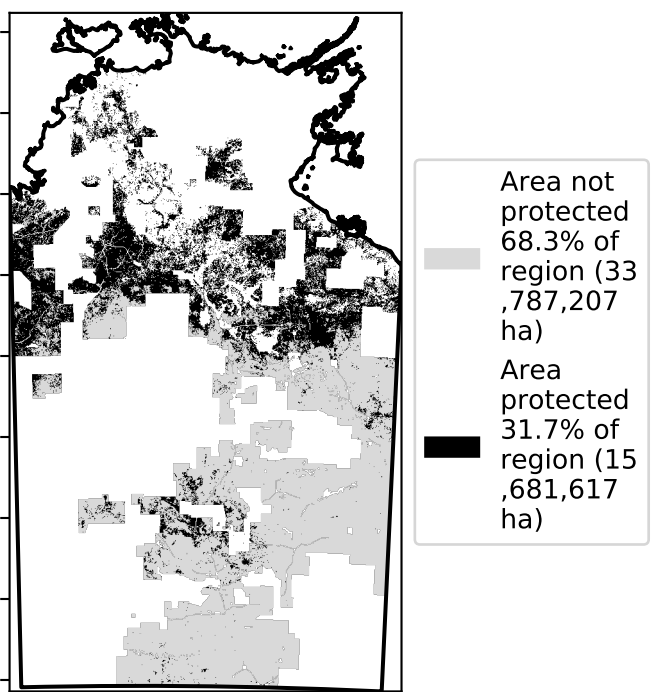 Area not
protected
68.3% of
region (33
,787,207
ha)
Area
protected
31.7% of
region (15
,681,617
ha)